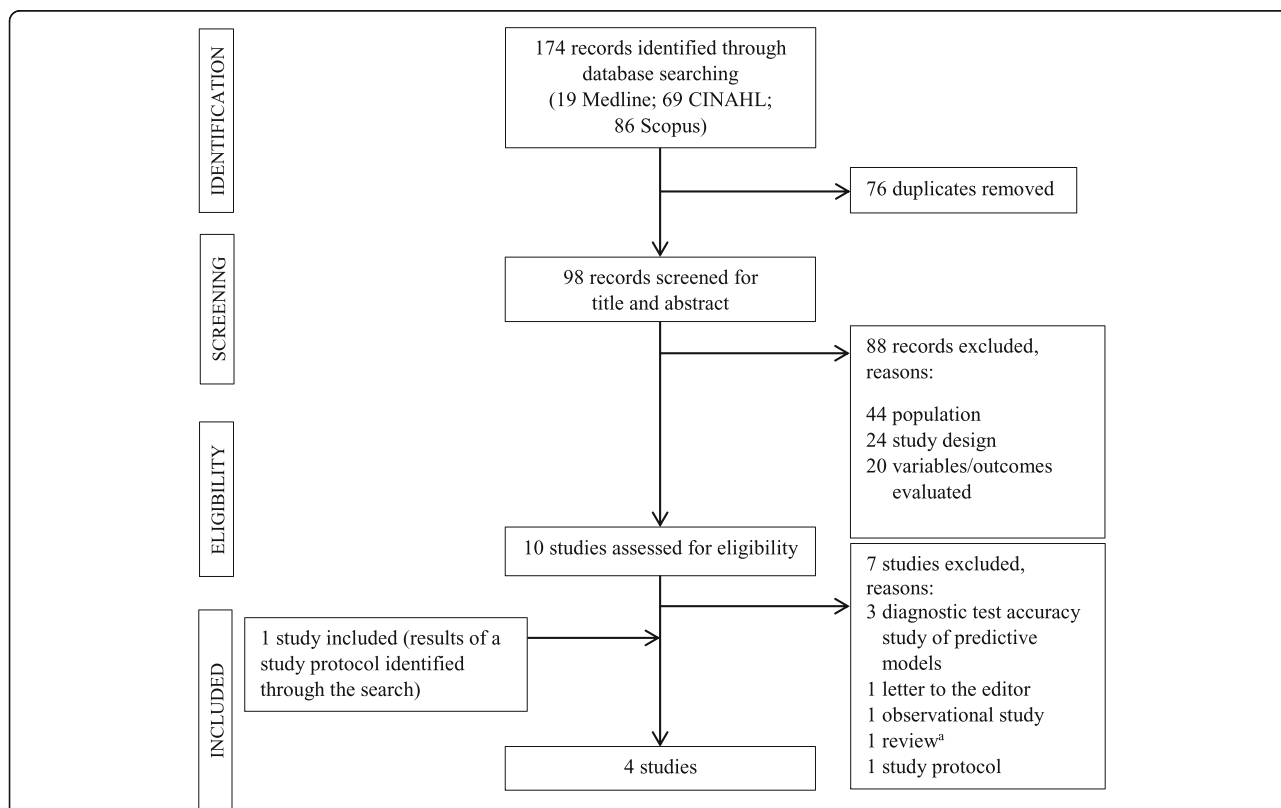 IDENTIFICATION
174 records identified through
database searching
(19 Medline; 69 CINAHL;
86 Scopus)
76 duplicates removed
SCREENING
98 records screened for
title and abstract
88 records excluded,
reasons:
44 population
24 study design
20 variables/outcomes
evaluated
ELIGIBILITY
10 studies assessed for eligibility
7 studies excluded,
reasons:
3 diagnostic test accuracy
study of predictive
models
1 letter to the editor
1 observational study
1 reviewᵃ
1 study protocol
INCLUDED
1 study included (results of a
study protocol identified
through the search)
4 studies